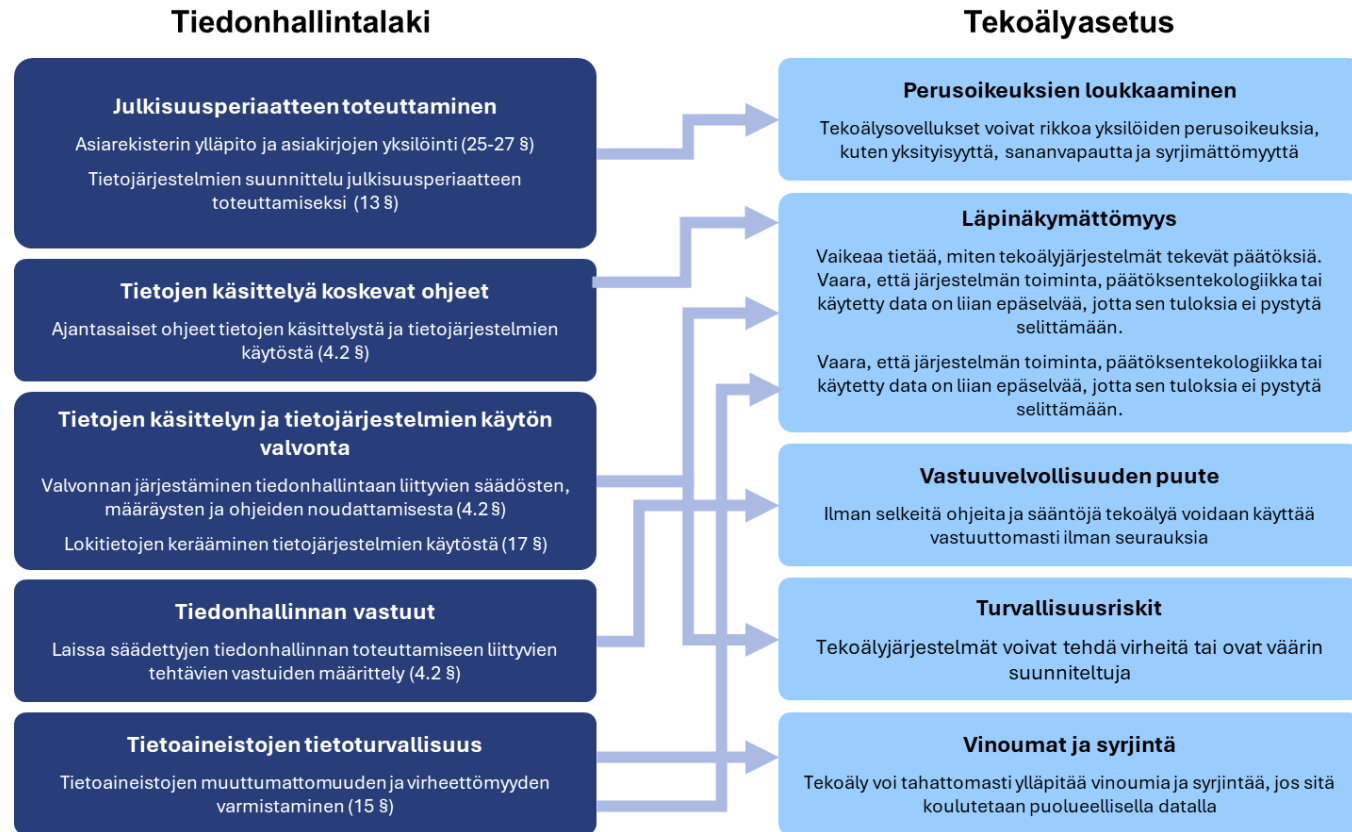 Tiedonhallintalaki
Julkisuusperiaatteen toteuttaminen
Asiarekisterin ylläpito ja asiakirjojen yksilöinti (25-27 §)
Tietojärjestelmien suunnittelu julkisuusperiaatteen
toteuttamiseksi (13 §)
Tietojen käsittelyä koskevat ohjeet
Ajantasaiset ohjeet tietojen käsittelystä ja tietojärjestelmien
käytöstä (4.2 §)
Tietojen käsittelyn ja tietojärjestelmien käytön
valvonta
Valvonnan järjestäminen tiedonhallintaan liittyvien säädösten,
määräysten ja ohjeiden noudattamisesta (4.2 §)
Lokitietojen kerääminen tietojärjestelmien käytöstä (17 §)
Tiedonhallinnan vastuut
Laissa säädettyjen tiedonhallinnan toteuttamiseen liittyvien
tehtävien vastuiden määrittely (4.2 §)
Tietoaineistojen tietoturvallisuus
Tietoaineistojen muuttumattomuuden ja virheettömyyden
varmistaminen (15 §)
Tekoälyasetus
Perusoikeuksien loukkaaminen
Tekoälysovellukset voivat rikkoa yksilöiden perusoikeuksia,
kuten yksityisyyttä, sananvapautta ja syrjimättömyyttä
Läpinäkymättömyys
Vaikeaa tietää, miten tekoälyjärjestelmät tekevät päätöksiä.
Vaara, että järjestelmän toiminta, päätöksentekologiikka tai
käytetty data on liian epäselvää, jotta sen tuloksia ei pystytä
selittämään.
Vaara, että järjestelmän toiminta, päätöksentekologiikka tai
käytetty data on liian epäselvää, jotta sen tuloksia ei pystytä
selittämään.
Vastuuvelvollisuuden puute
Ilman selkeitä ohjeita ja sääntöjä tekoälyä voidaan käyttää
vastuuttomasti ilman seurauksia
Turvallisuusriskit
Tekoälyjärjestelmät voivat tehdä virheitä tai ovat väärin
suunniteltuja
Vinoumat ja syrjintä
Tekoäly voi tahattomasti ylläpitää vinoumia ja syrjintää, jos sitä
koulutetaan puolueellisella datalla